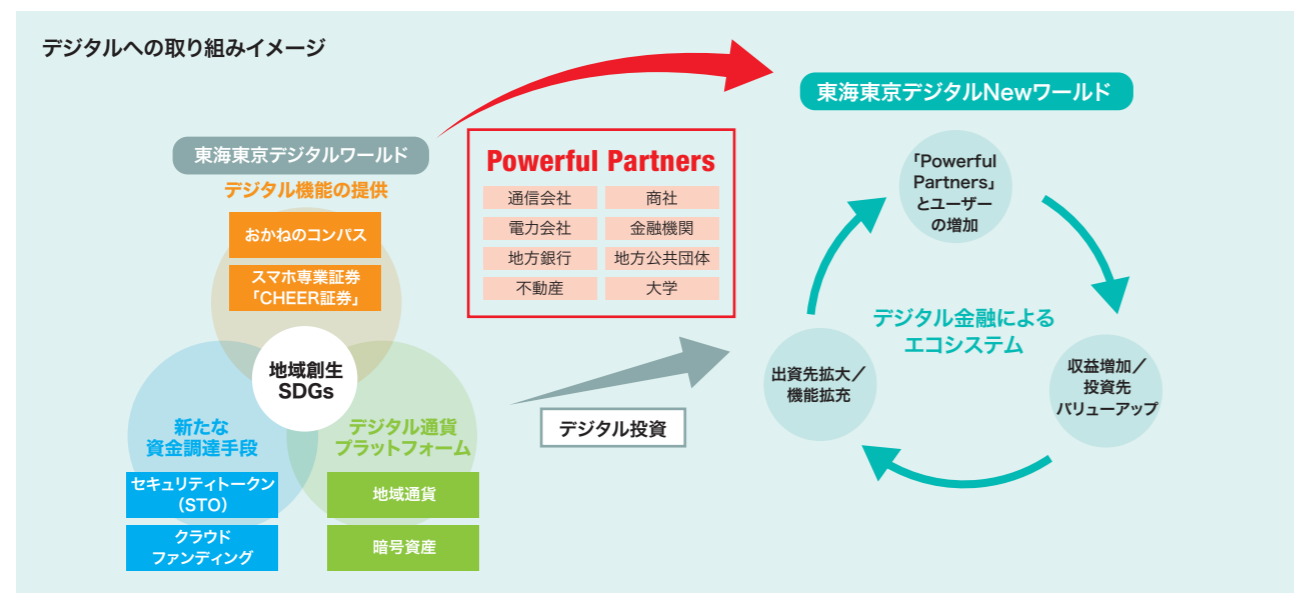 デジタルへの取り組みイメージ
東海東京デジタルワールド
デジタル機能の提供
おかねのコンパス
スマホ専業証券
「CHEER証券」
地域創生
SDGs
新たな
資金調達手段
セキュリティトークン
（STO）
クラウド
ファンディング
デジタル通貨
プラットフォーム
地域通貨
暗号資産
Powerful Partners
通信会社
商社
電力会社
金融機関
地方銀行
地方公共団体
不動産
大学
デジタル投資
東海東京デジタルNewワールド
「Powerful
Partners」
とユーザー
の増加
デジタル金融による
エコシステム
収益増加／
投資先
バリューアップ
出資先拡大／
機能拡充